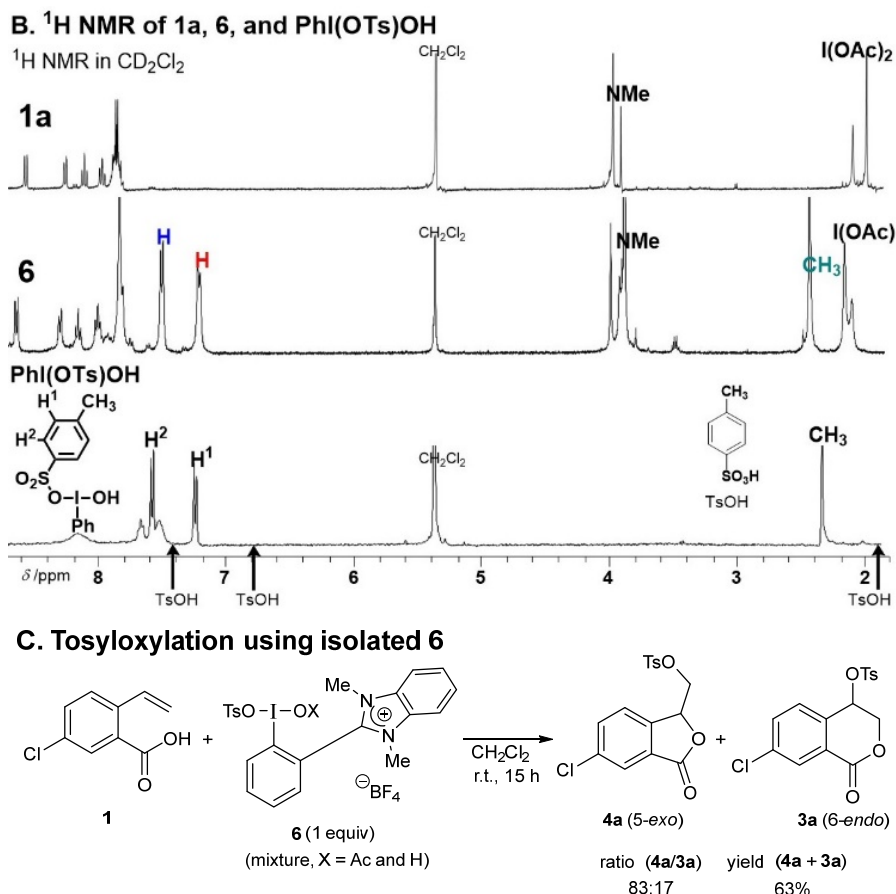 B. ¹H NMR of 1a, 6, and PhI(OTs)OH
¹H NMR in CD₂Cl₂
1a
CH₂Cl₂
NMe
I(OAc)₂
6
H
H
CH₂Cl₂
NMe
CH₃
I(OAc)
PhI(OTs)OH
H¹
CH₃
H²
O₂S
O–I–OH
Ph
H²
H¹
CH₂Cl₂
CH₃
SO₃H
TsOH
CH₃
δ/ppm 8 7 6 5 4 3 2
TsOH TsOH TsOH
C. Tosyloxylation using isolated 6
Cl
OH
O
1
+
TsO–I–OX
Me
N
⊕
N
Me
⊖BF₄
6 (1 equiv)
(mixture, X = Ac and H)
CH₂Cl₂
r.t., 15 h
TsO
Cl
O
O
4a (5-exo)
+
OTs
Cl
O
O
3a (6-endo)
ratio (4a/3a) yield (4a + 3a)
83:17 63%